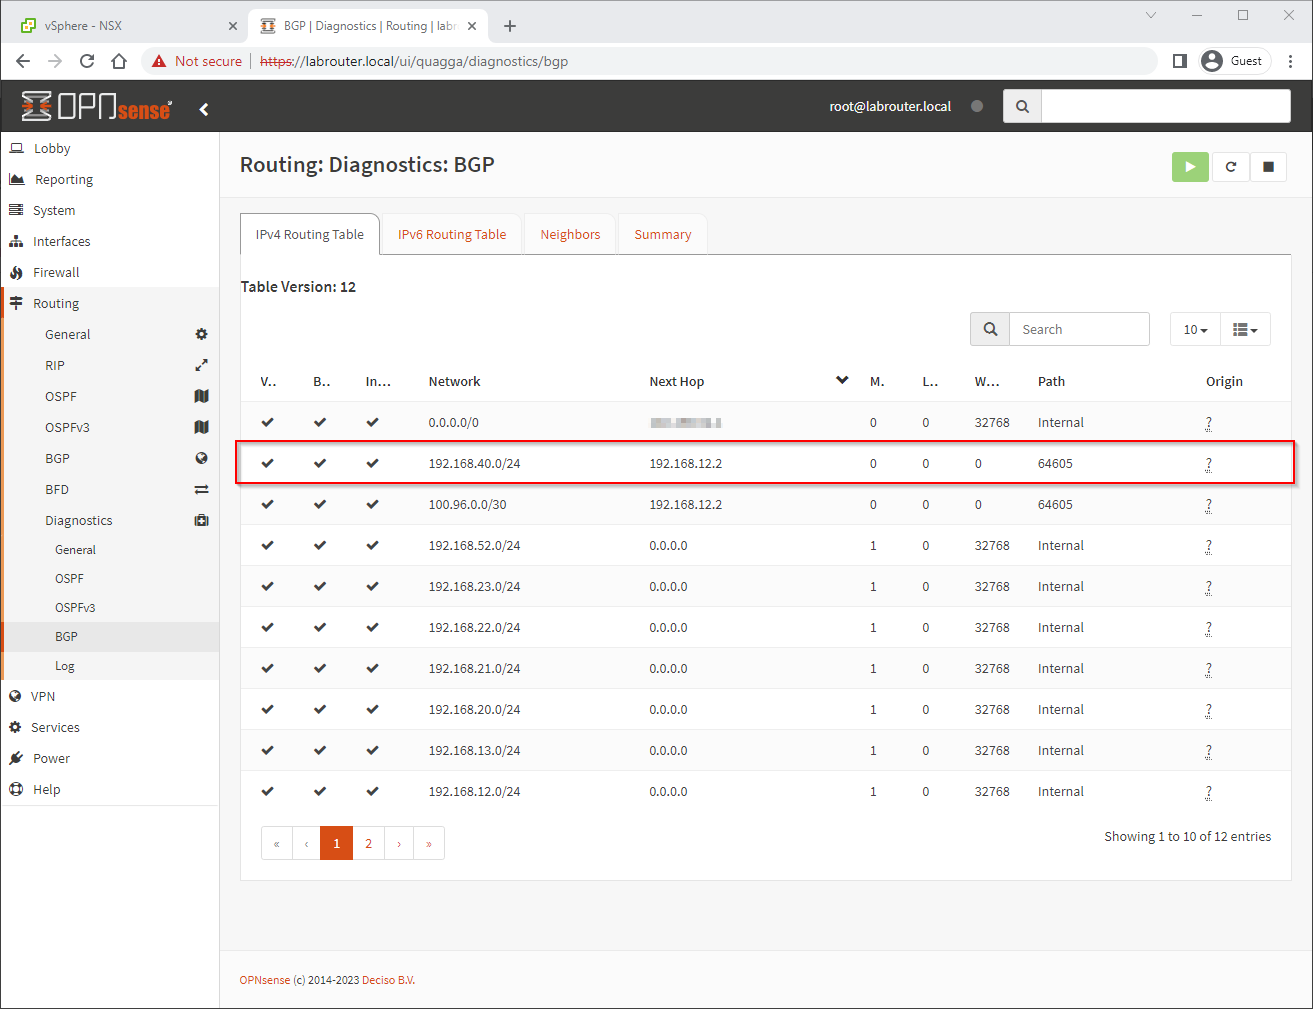 vSphere - NSX
BGP | Diagnostics | Routing | labr
Not secure
https://labrouter.local/ui/quagga/diagnostics/bgp
Guest
OPNsense
root@labrouter.local
Lobby
Reporting
System
Interfaces
Firewall
Routing
General
RIP
OSPF
OSPFv3
BGP
BFD
Diagnostics
General
OSPF
OSPFv3
BGP
Log
VPN
Services
Power
Help
Routing: Diagnostics: BGP
IPv4 Routing Table IPv6 Routing Table Neighbors Summary
Table Version: 12
Search 10
V.. B.. In... Network Next Hop M. L.. W... Path Origin
0.0.0.0/0 0 0 32768 Internal ?
192.168.40.0/24 192.168.12.2 0 0 0 64605 ?
100.96.0.0/30 192.168.12.2 0 0 0 64605 ?
192.168.52.0/24 0.0.0.0 1 0 32768 Internal ?
192.168.23.0/24 0.0.0.0 1 0 32768 Internal ?
192.168.22.0/24 0.0.0.0 1 0 32768 Internal ?
192.168.21.0/24 0.0.0.0 1 0 32768 Internal ?
192.168.20.0/24 0.0.0.0 1 0 32768 Internal ?
192.168.13.0/24 0.0.0.0 1 0 32768 Internal ?
192.168.12.0/24 0.0.0.0 1 0 32768 Internal ?
« ‹ 1 2 › »
Showing 1 to 10 of 12 entries
OPNsense (c) 2014-2023 Deciso B.V.